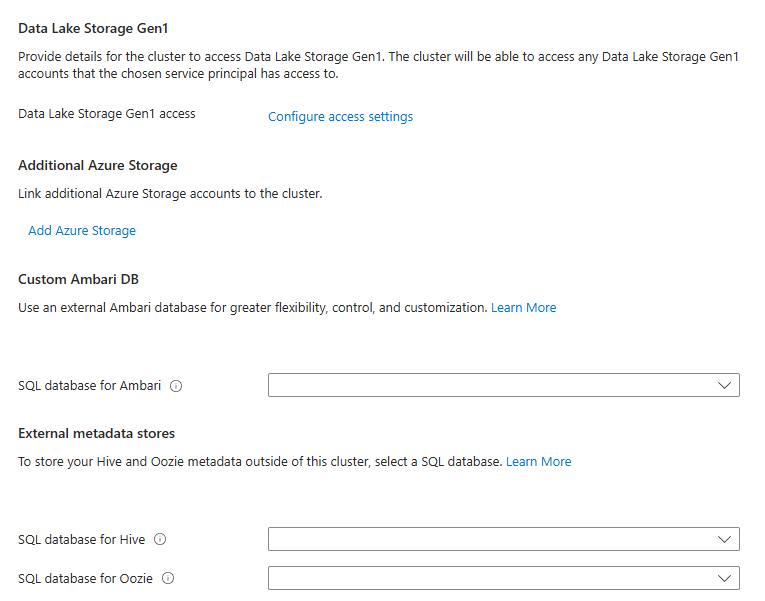 Data Lake Storage Gen1
Provide details for the cluster to access Data Lake Storage Gen1. The cluster will be able to access any Data Lake Storage Gen1
accounts that the chosen service principal has access to.
Data Lake Storage Gen1 access
Configure access settings
Additional Azure Storage
Link additional Azure Storage accounts to the cluster.
Add Azure Storage
Custom Ambari DB
Use an external Ambari database for greater flexibility, control, and customization. Learn More
SQL database for Ambari
External metadata stores
To store your Hive and Oozie metadata outside of this cluster, select a SQL database. Learn More
SQL database for Hive
SQL database for Oozie